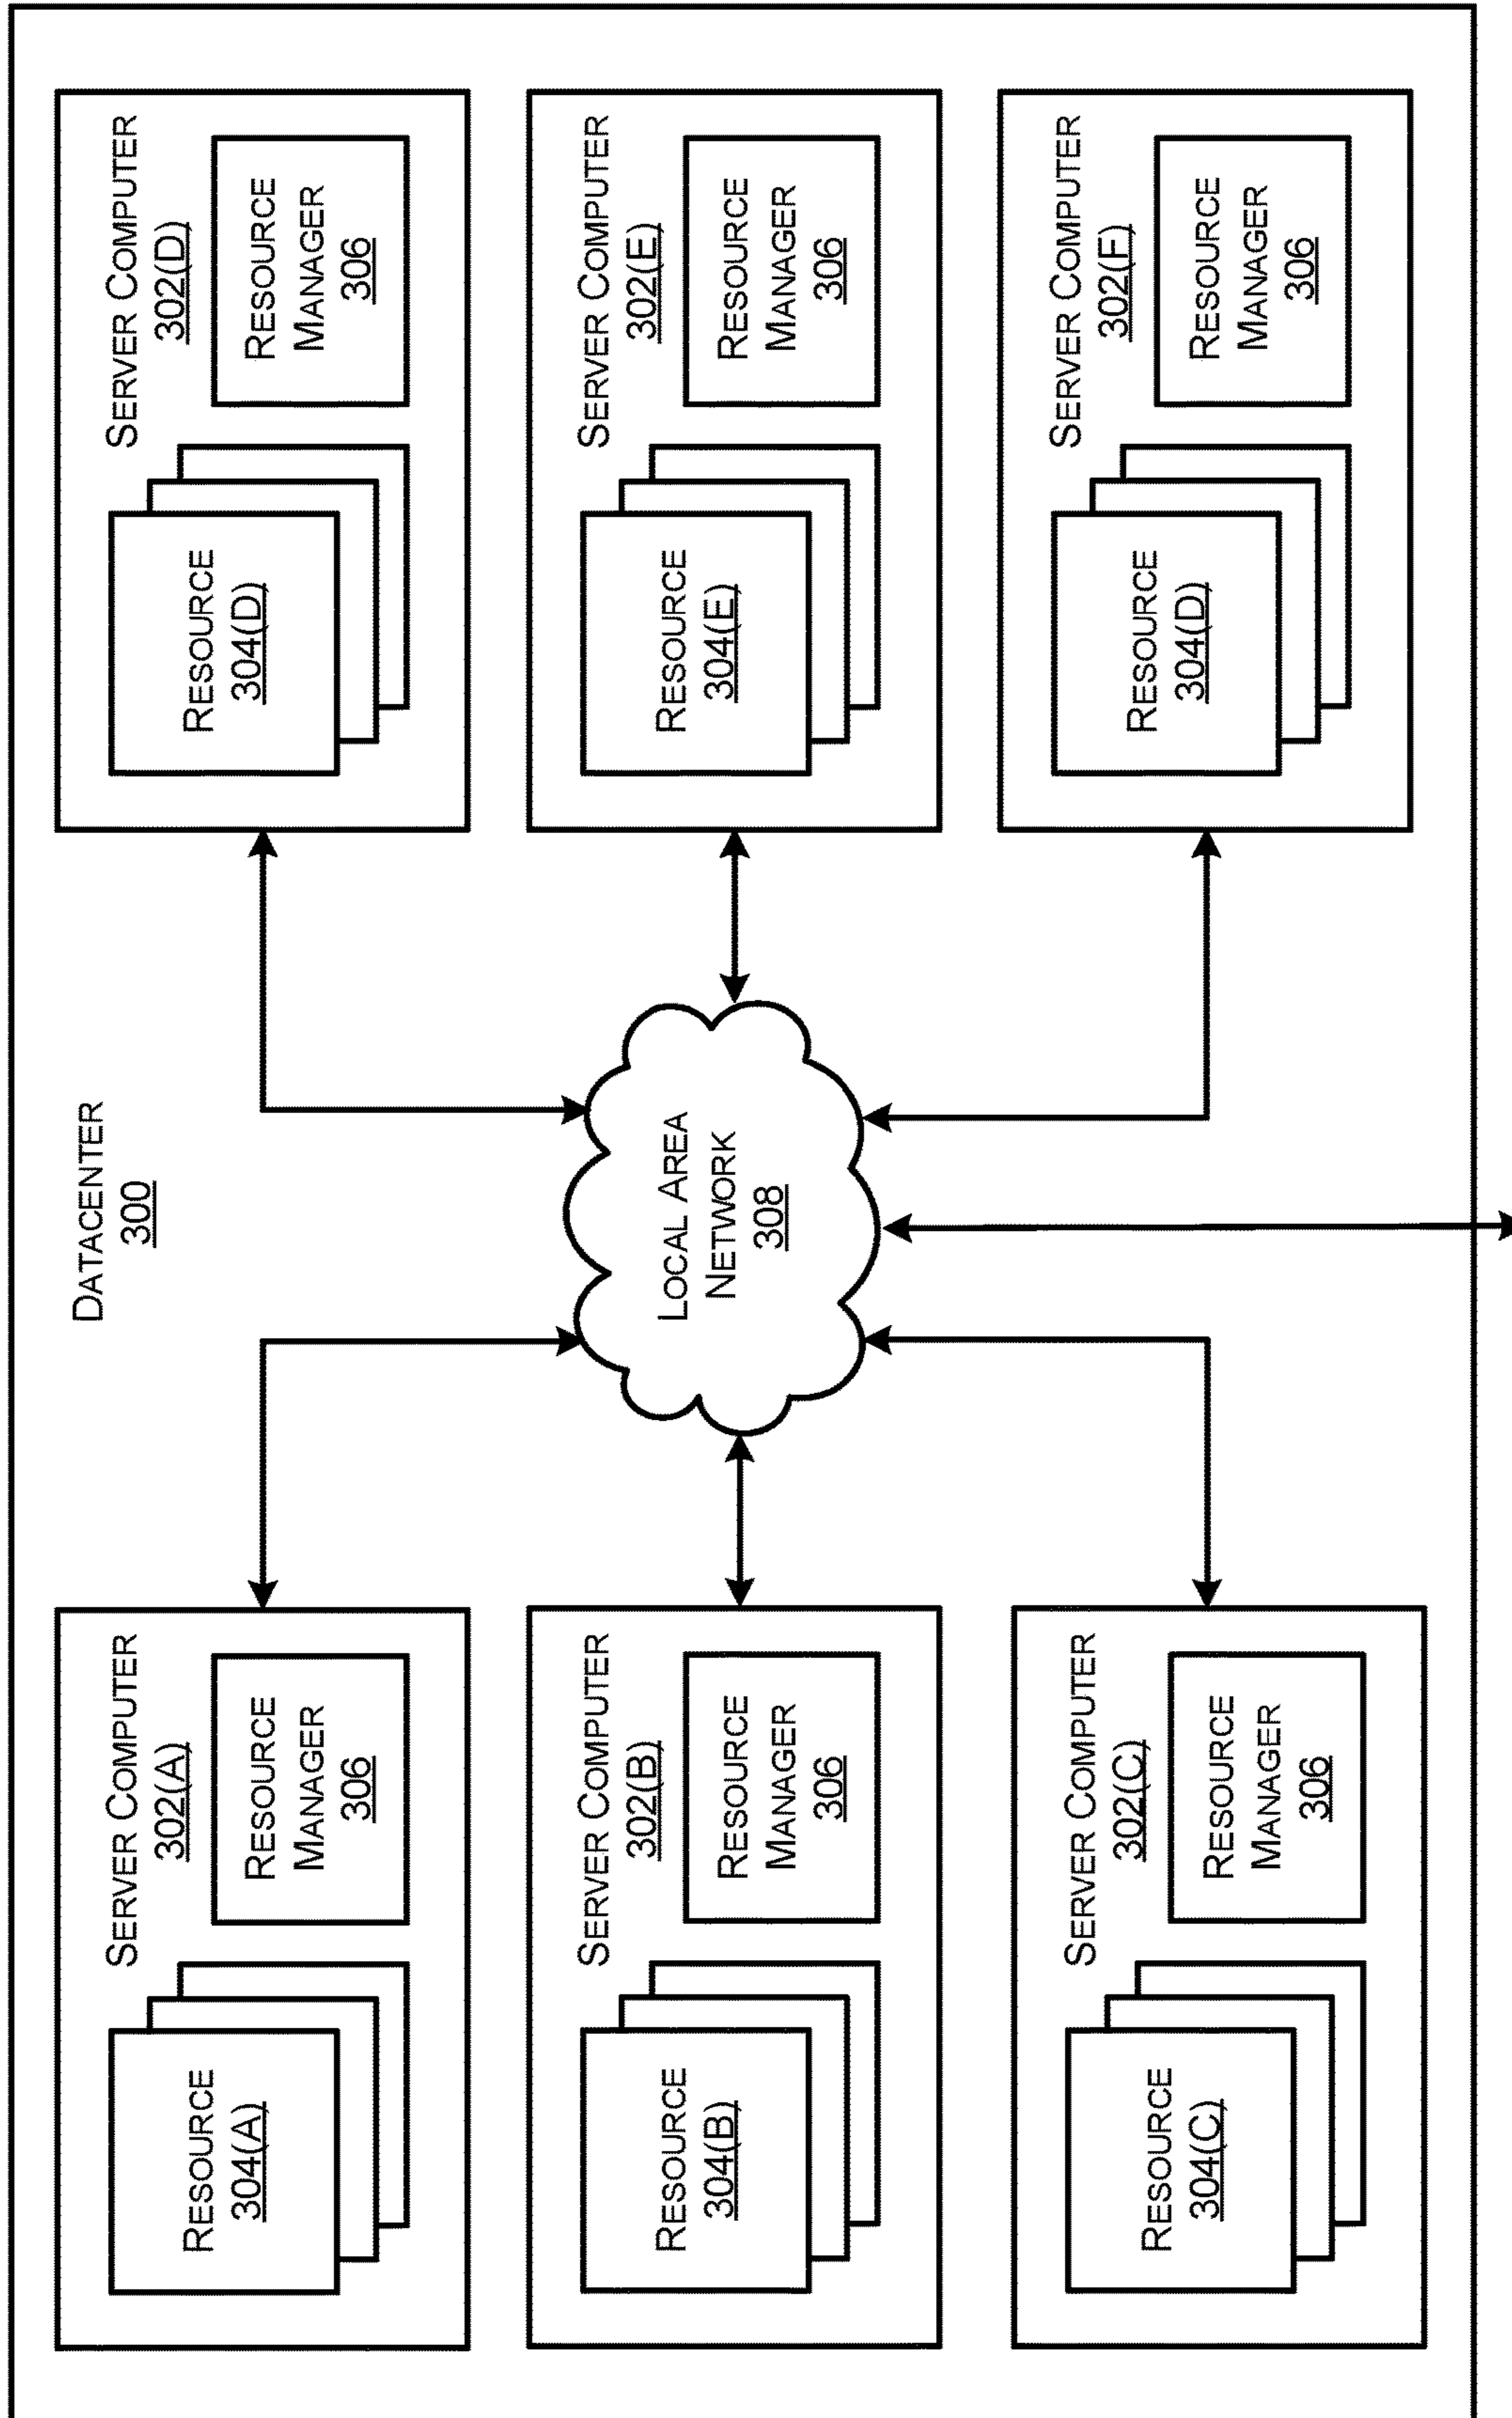 DATACENTER
300
SERVER COMPUTER
302(A)
RESOURCE
304(A)
RESOURCE
MANAGER
306
SERVER COMPUTER
302(B)
RESOURCE
304(B)
RESOURCE
MANAGER
306
SERVER COMPUTER
302(C)
RESOURCE
304(C)
RESOURCE
MANAGER
306
LOCAL AREA
NETWORK
308
SERVER COMPUTER
302(D)
RESOURCE
304(D)
RESOURCE
MANAGER
306
SERVER COMPUTER
302(E)
RESOURCE
304(E)
RESOURCE
MANAGER
306
SERVER COMPUTER
302(F)
RESOURCE
304(D)
RESOURCE
MANAGER
306